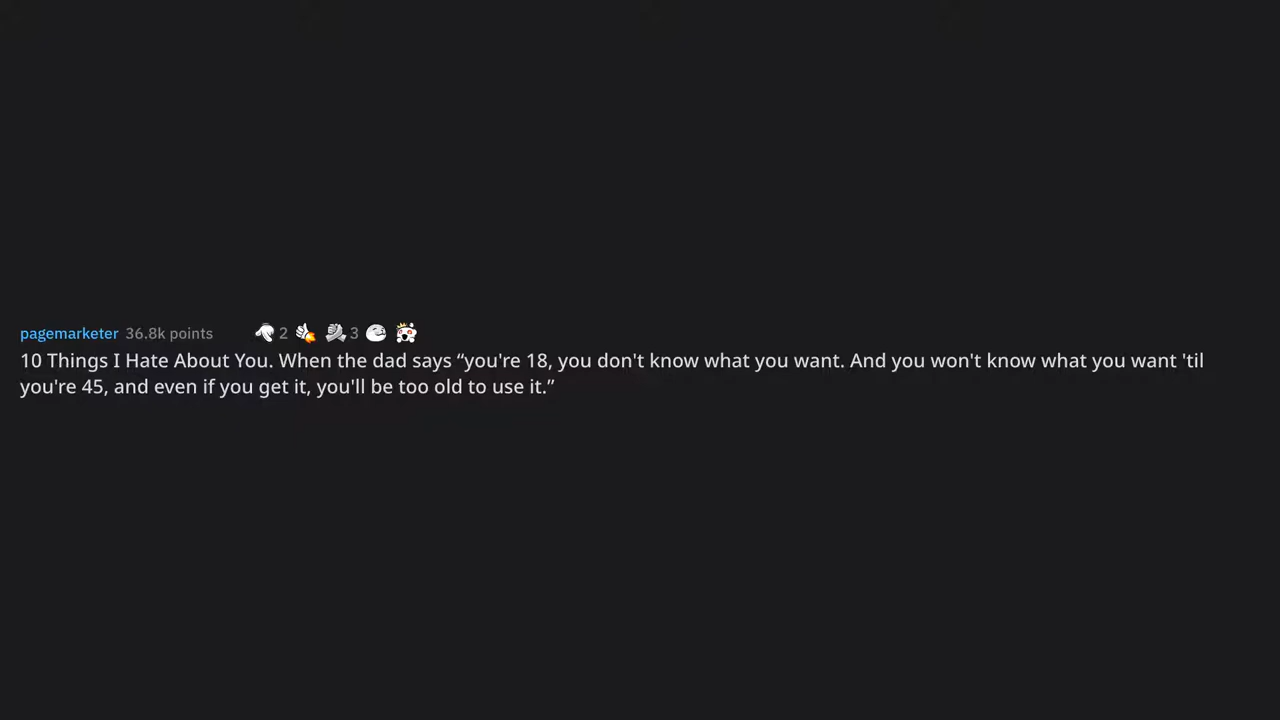 pagemarketer 36.8k points 2 3
10 Things I Hate About You. When the dad says “you're 18, you don't know what you want. And you won't know what you want 'til
you're 45, and even if you get it, you'll be too old to use it.”